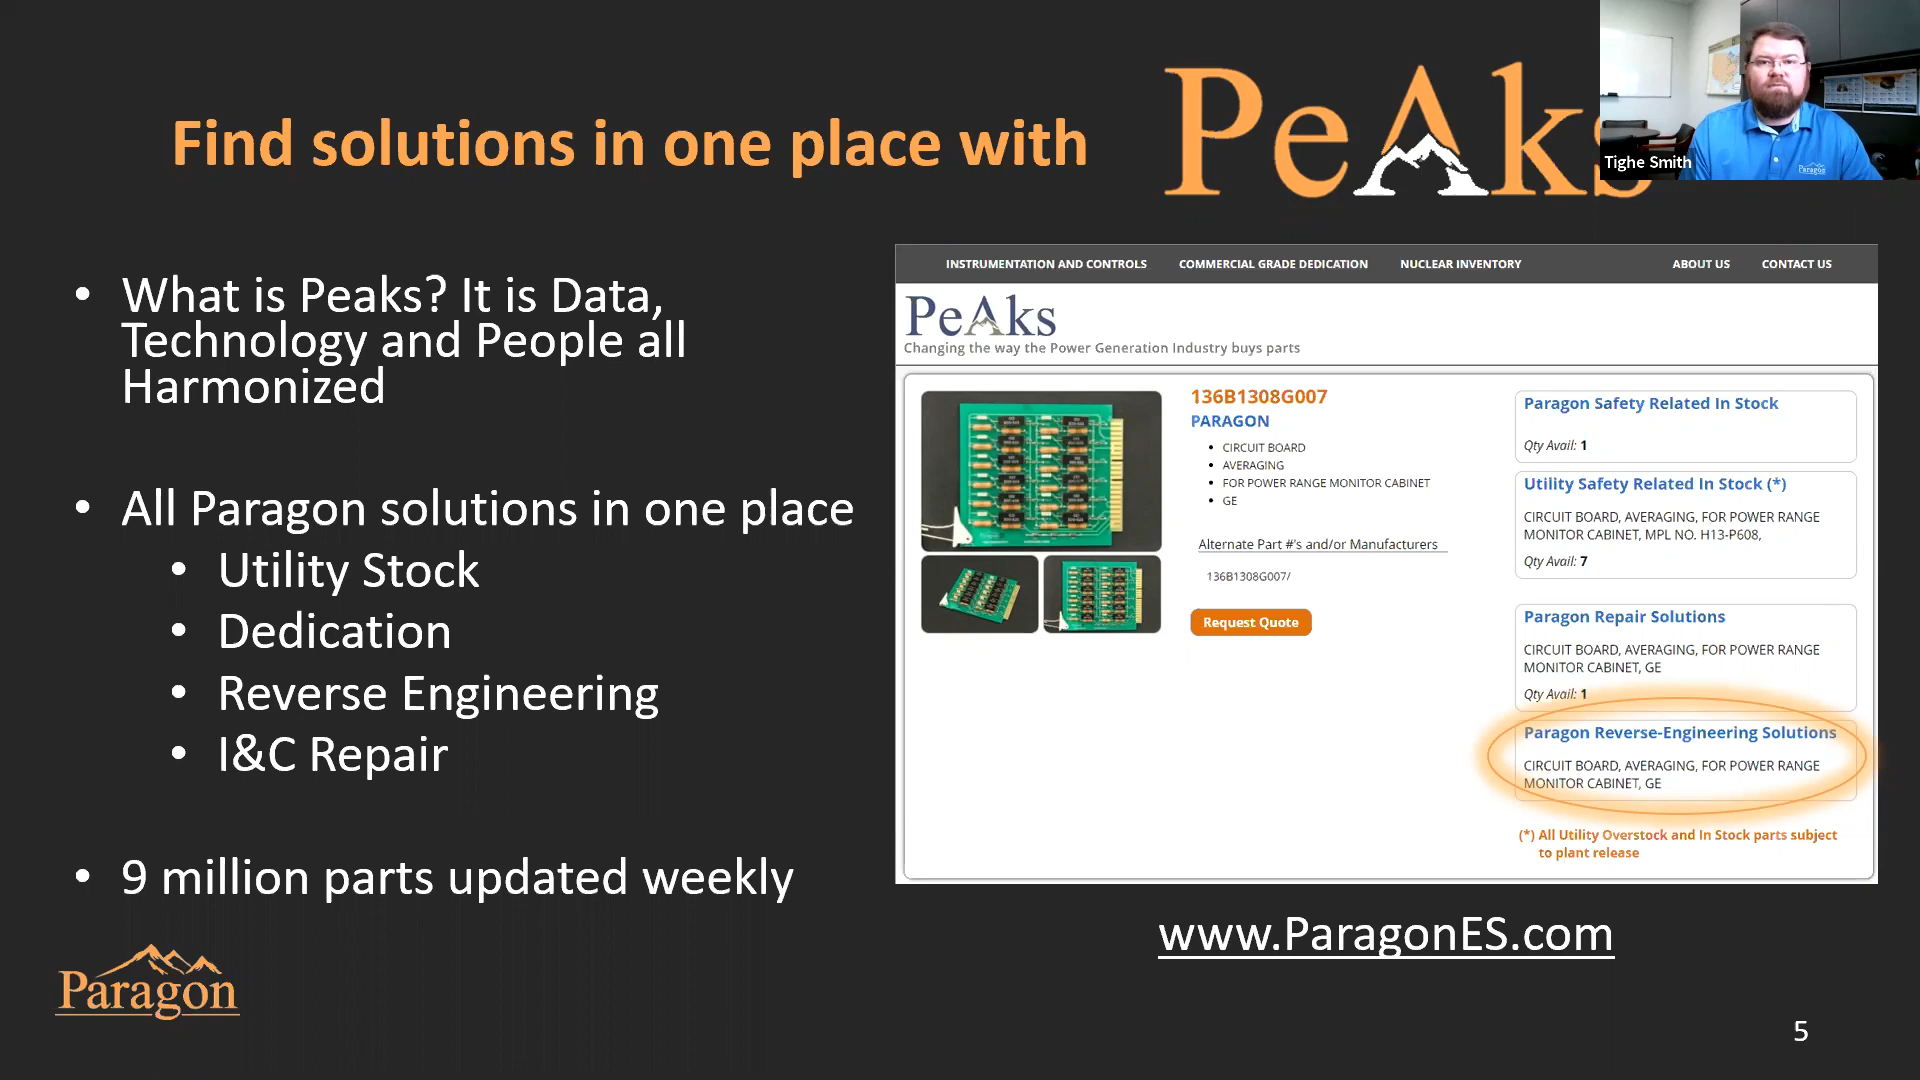 Find solutions in one place with
PeAks
Tighe Smith
Paragon
• What is Peaks? It is Data,
Technology and People all
Harmonized
• All Paragon solutions in one place
• Utility Stock
• Dedication
• Reverse Engineering
• I&C Repair
• 9 million parts updated weekly
INSTRUMENTATION AND CONTROLS COMMERCIAL GRADE DEDICATION NUCLEAR INVENTORY ABOUT US CONTACT US
PeAks
Changing the way the Power Generation Industry buys parts
136B1308G007
PARAGON
• CIRCUIT BOARD
• AVERAGING
• FOR POWER RANGE MONITOR CABINET
• GE
Alternate Part #'s and/or Manufacturers
136B1308G007/
Request Quote
Paragon Safety Related In Stock
Qty Avail: 1
Utility Safety Related In Stock (*)
CIRCUIT BOARD, AVERAGING, FOR POWER RANGE
MONITOR CABINET, MPL NO. H13-P608,
Qty Avail: 7
Paragon Repair Solutions
CIRCUIT BOARD, AVERAGING, FOR POWER RANGE
MONITOR CABINET, GE
Qty Avail: 1
Paragon Reverse-Engineering Solutions
CIRCUIT BOARD, AVERAGING, FOR POWER RANGE
MONITOR CABINET, GE
(*) All Utility Overstock and In Stock parts subject
to plant release
www.ParagonES.com
Paragon
5